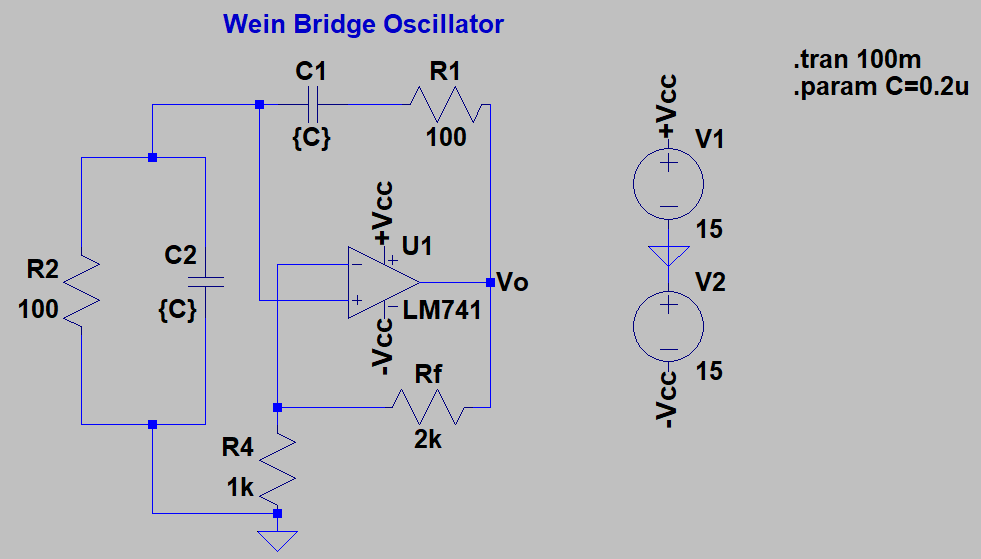 Wein Bridge Oscillator
.tran 100m
.param C=0.2u
C1
{C}
R1
100
+Vcc
V1
15
R2
100
C2
{C}
+Vcc
U1
LM741
-Vcc
Vo
V2
15
-Vcc
Rf
2k
R4
1k